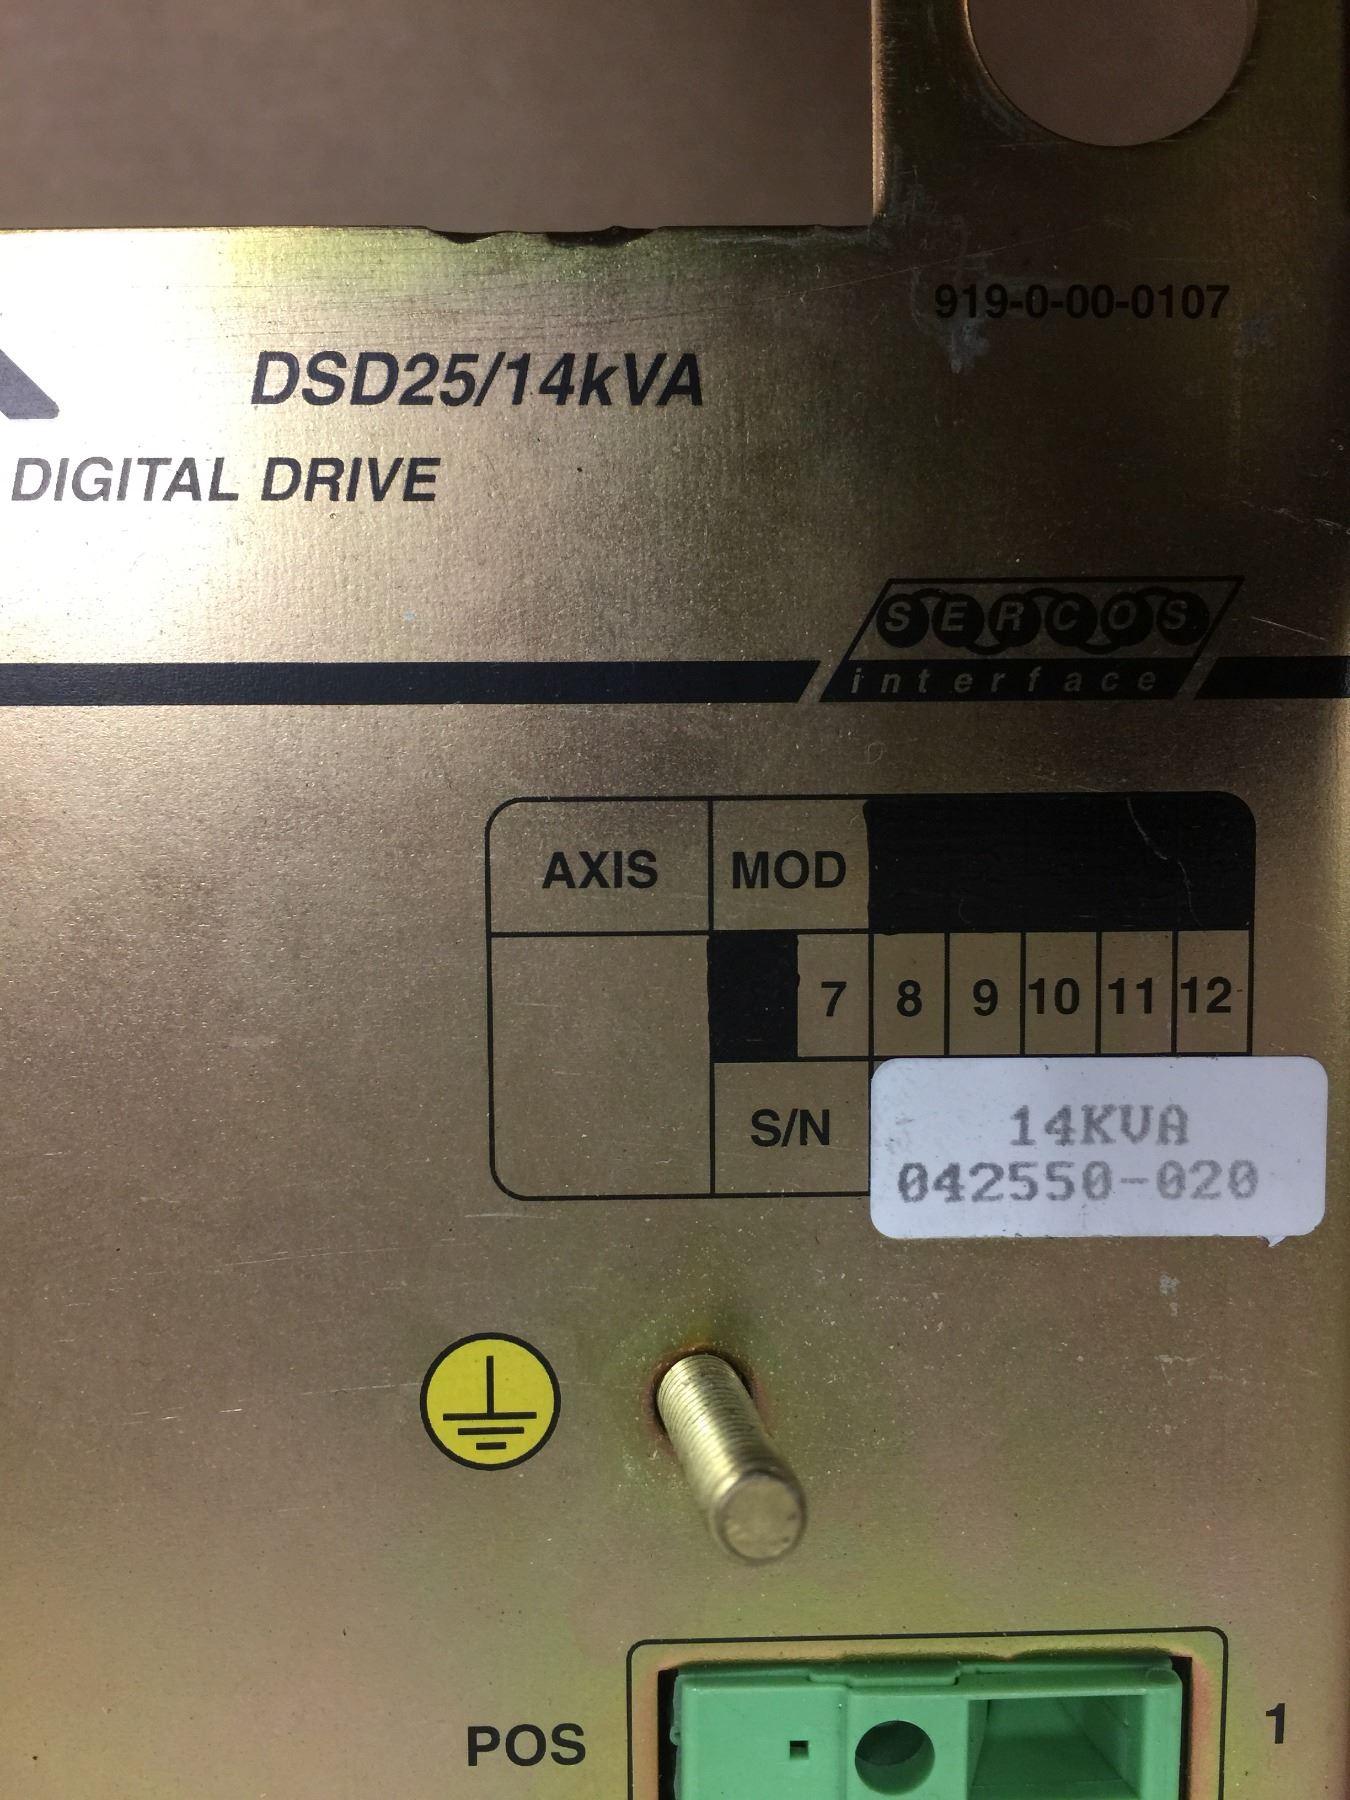 919-0-00-0107
DSD25/14kVA
DIGITAL DRIVE
SERCOS
interface
AXIS MOD
7 8 9 10 11 12
S/N
14KVA
042550-020
POS
1